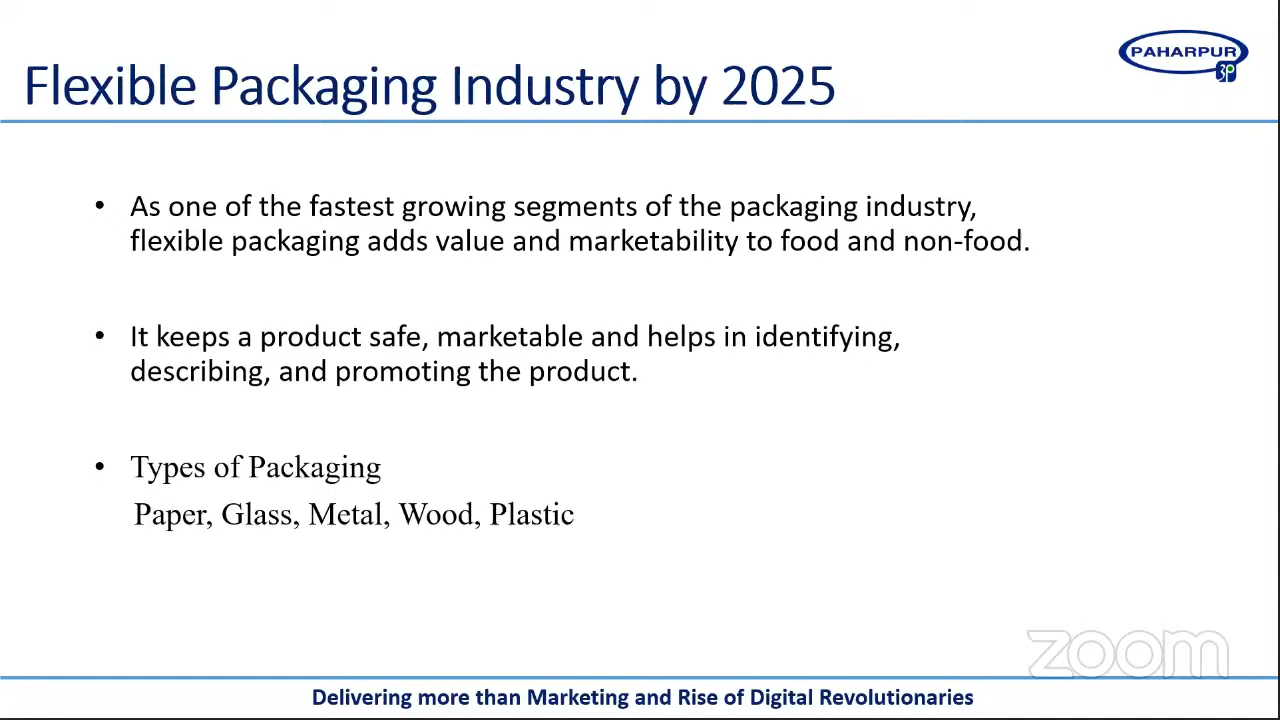 PAHARPUR
3P
Flexible Packaging Industry by 2025
• As one of the fastest growing segments of the packaging industry,
flexible packaging adds value and marketability to food and non-food.
• It keeps a product safe, marketable and helps in identifying,
describing, and promoting the product.
• Types of Packaging
Paper, Glass, Metal, Wood, Plastic
zoom
Delivering more than Marketing and Rise of Digital Revolutionaries